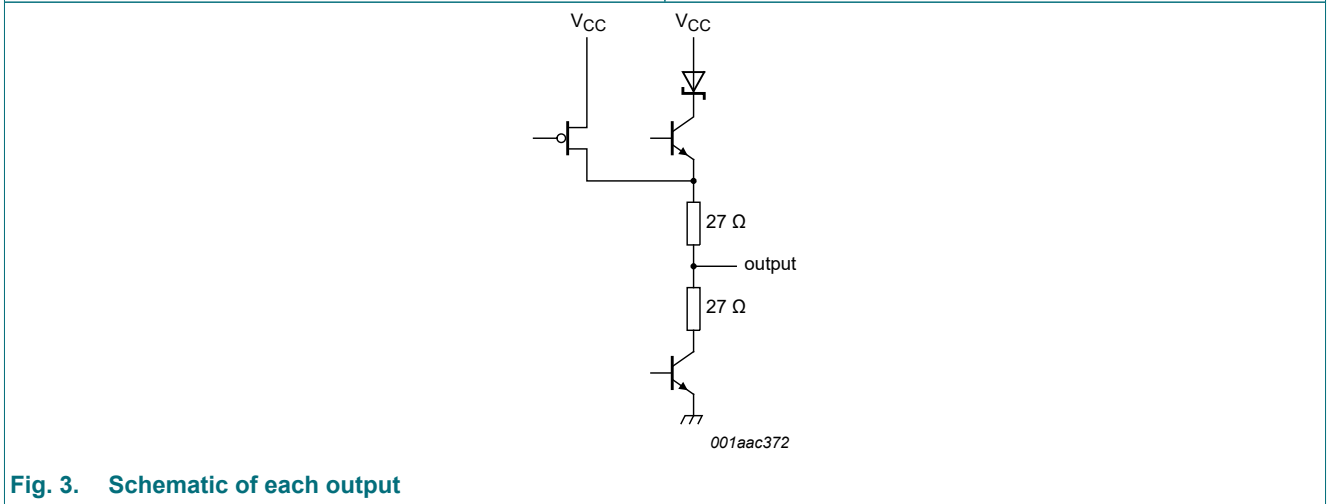 VCC VCC
27 Ω
output
27 Ω
001aac372
Fig. 3. Schematic of each output